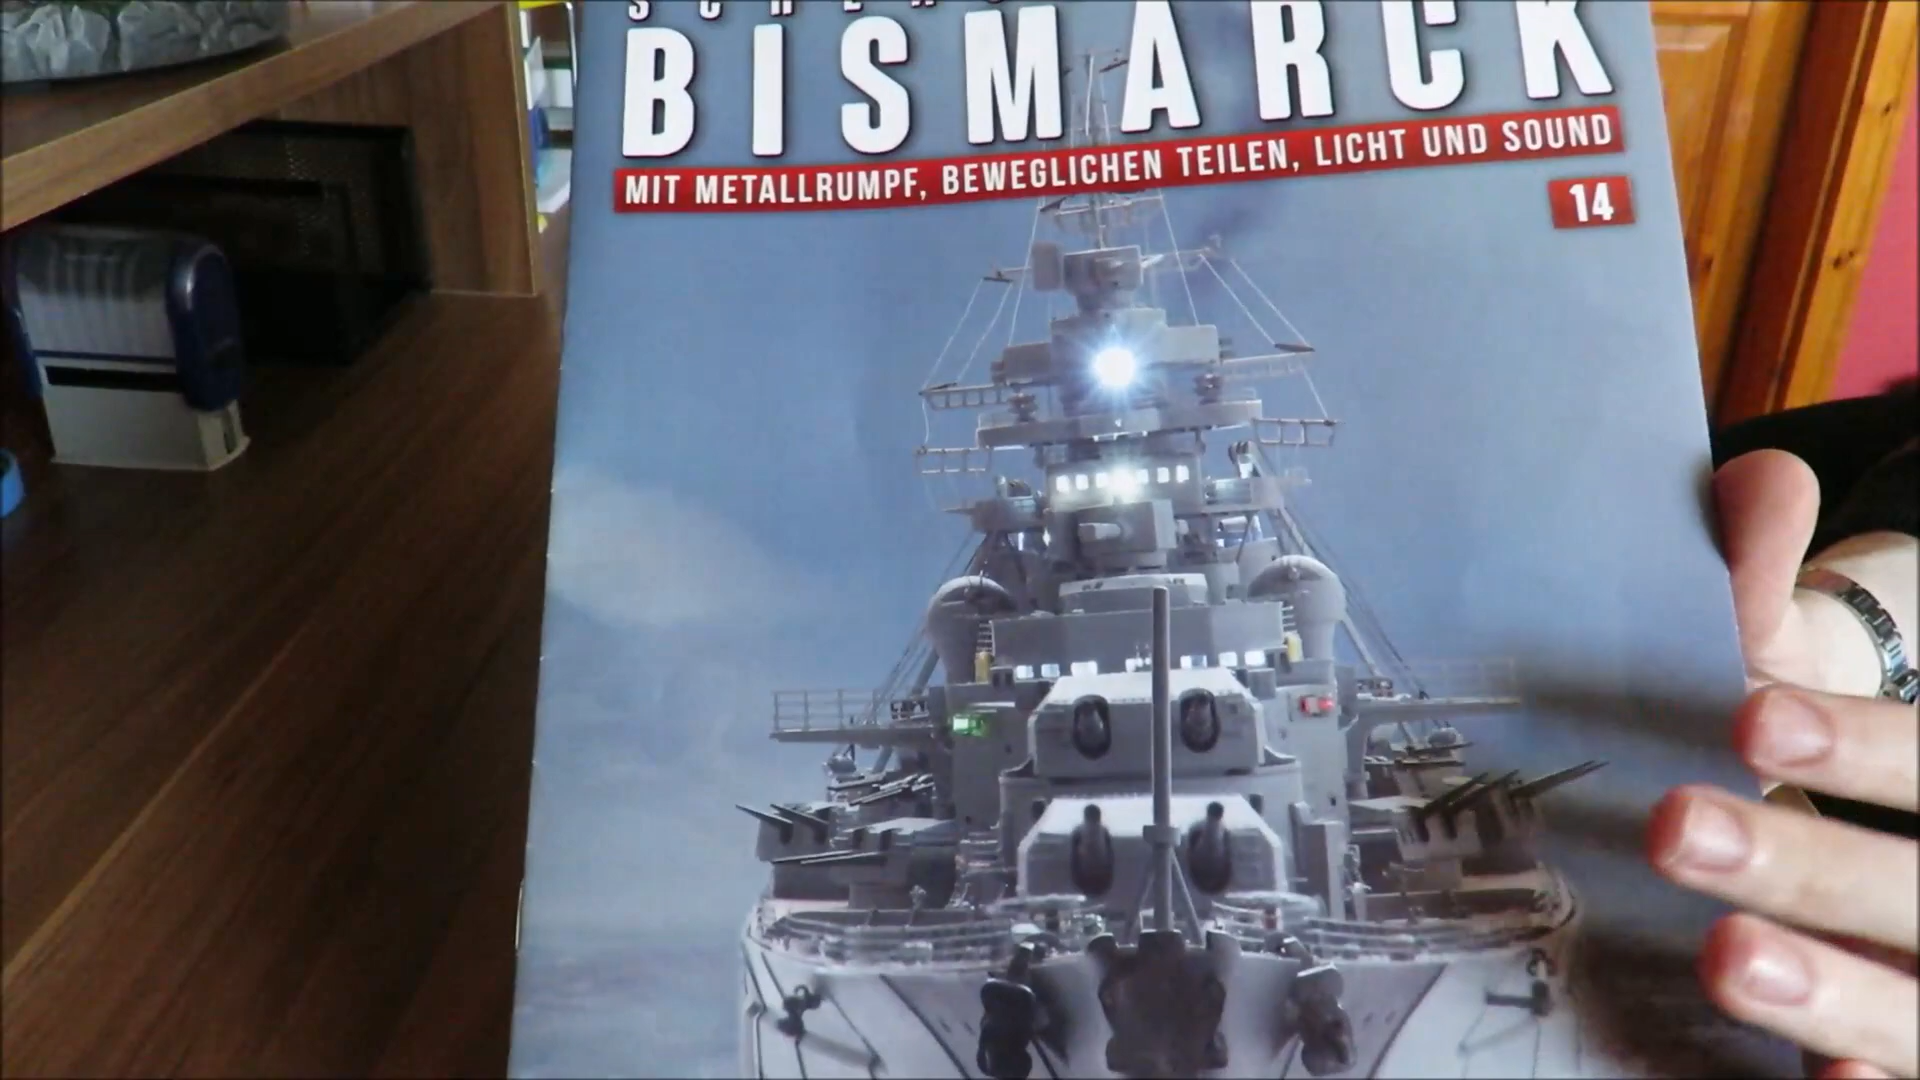 BISMARCK
MIT METALLRUMPF, BEWEGLICHEN TEILEN, LICHT UND SOUND
14